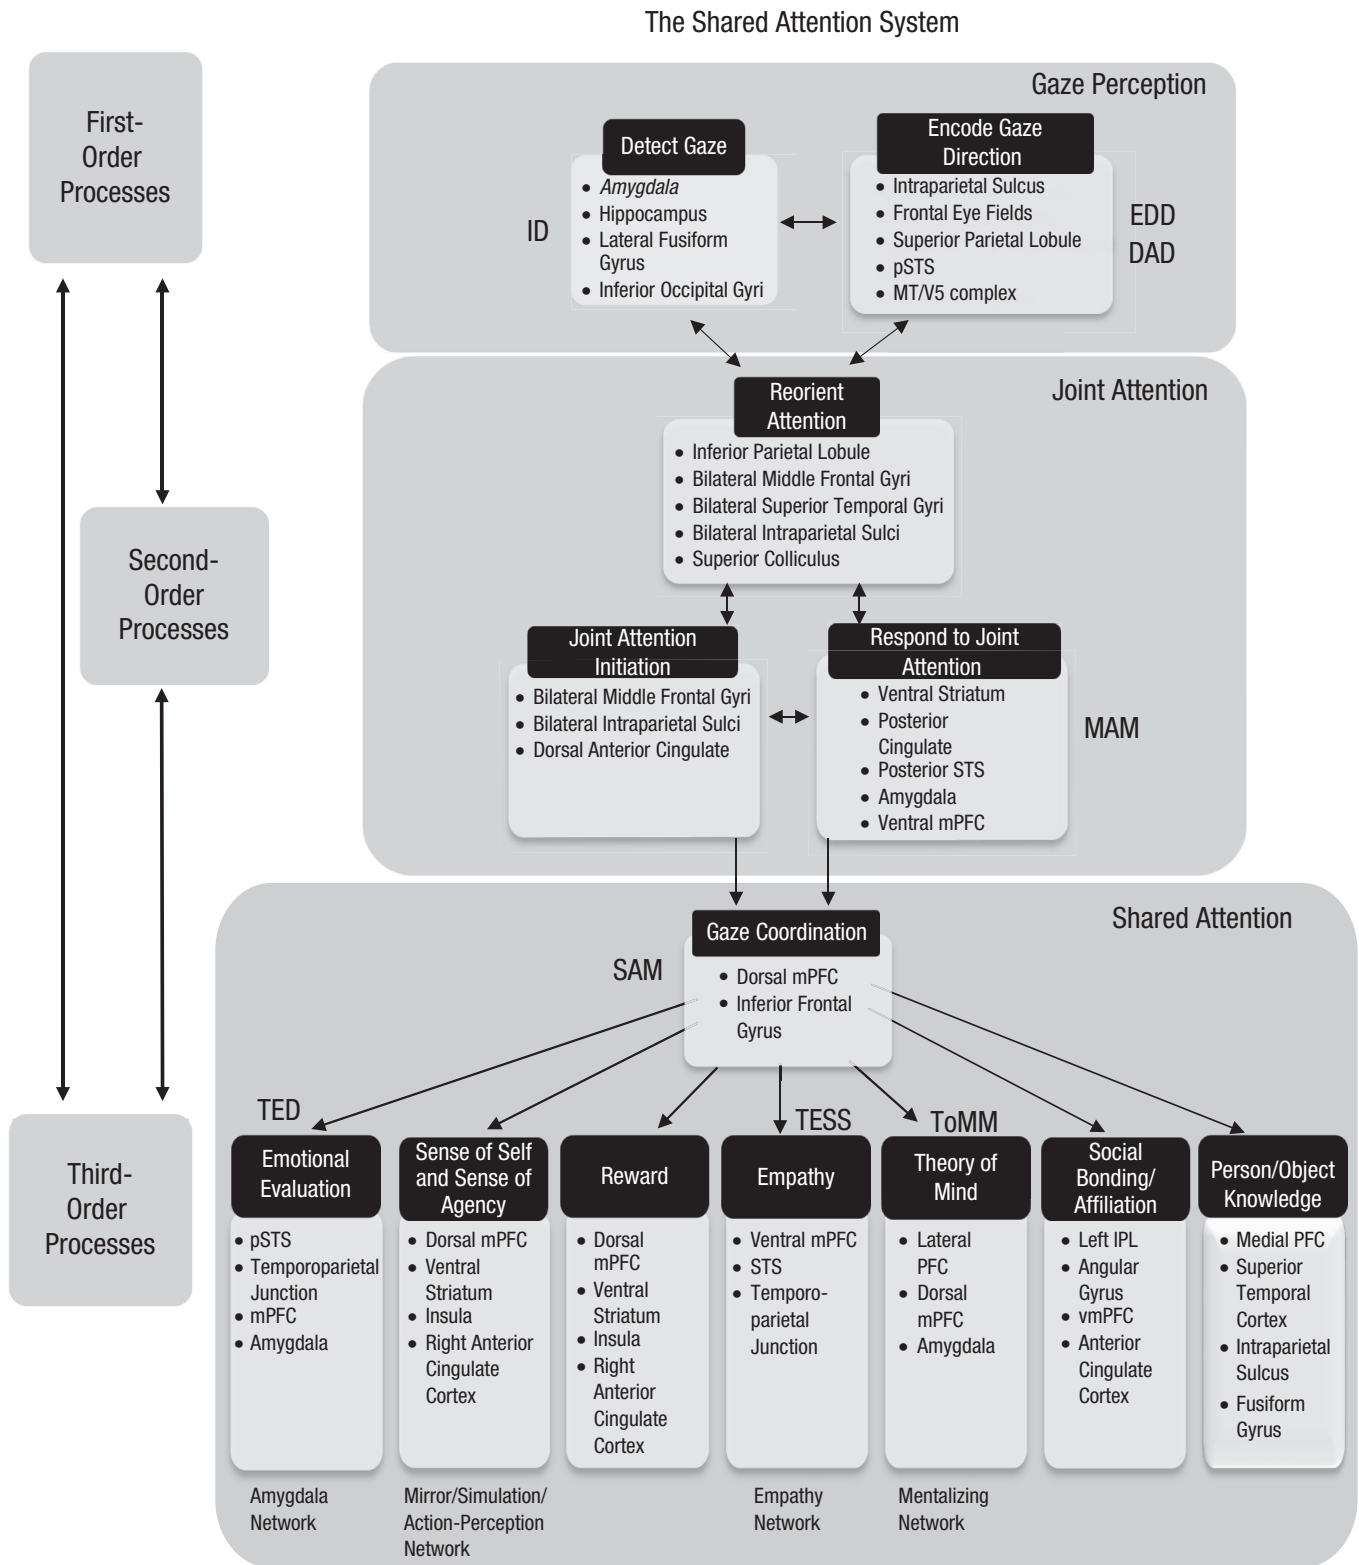 The Shared Attention System
First-
Order
Processes
Second-
Order
Processes
Third-
Order
Processes
Gaze Perception
Detect Gaze
• Amygdala
• Hippocampus
• Lateral Fusiform
Gyrus
• Inferior Occipital Gyri
ID
Encode Gaze
Direction
• Intraparietal Sulcus
• Frontal Eye Fields
• Superior Parietal Lobule
• pSTS
• MT/V5 complex
EDD
DAD
Joint Attention
Reorient
Attention
• Inferior Parietal Lobule
• Bilateral Middle Frontal Gyri
• Bilateral Superior Temporal Gyri
• Bilateral Intraparietal Sulci
• Superior Colliculus
Joint Attention
Initiation
• Bilateral Middle Frontal Gyri
• Bilateral Intraparietal Sulci
• Dorsal Anterior Cingulate
Respond to Joint
Attention
• Ventral Striatum
• Posterior
Cingulate
• Posterior STS
• Amygdala
• Ventral mPFC
MAM
Shared Attention
Gaze Coordination
SAM
• Dorsal mPFC
• Inferior Frontal
Gyrus
TED
Emotional
Evaluation
• pSTS
• Temporoparietal
Junction
• mPFC
• Amygdala
Amygdala
Network
Sense of Self
and Sense of
Agency
• Dorsal mPFC
• Ventral
Striatum
• Insula
• Right Anterior
Cingulate
Cortex
Mirror/Simulation/
Action-Perception
Network
Reward
• Dorsal
mPFC
• Ventral
Striatum
• Insula
• Right
Anterior
Cingulate
Cortex
TESS
Empathy
• Ventral mPFC
• STS
• Temporo-
parietal
Junction
Empathy
Network
ToMM
Theory of
Mind
• Lateral
PFC
• Dorsal
mPFC
• Amygdala
Mentalizing
Network
Social
Bonding/
Affiliation
• Left IPL
• Angular
Gyrus
• vmPFC
• Anterior
Cingulate
Cortex
Person/Object
Knowledge
• Medial PFC
• Superior
Temporal
Cortex
• Intraparietal
Sulcus
• Fusiform
Gyrus